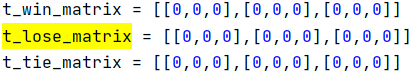 t_win_matrix = [[0,0,0],[0,0,0],[0,0,0]]
t_lose_matrix = [[0,0,0],[0,0,0],[0,0,0]]
t_tie_matrix = [[0,0,0],[0,0,0],[0,0,0]]